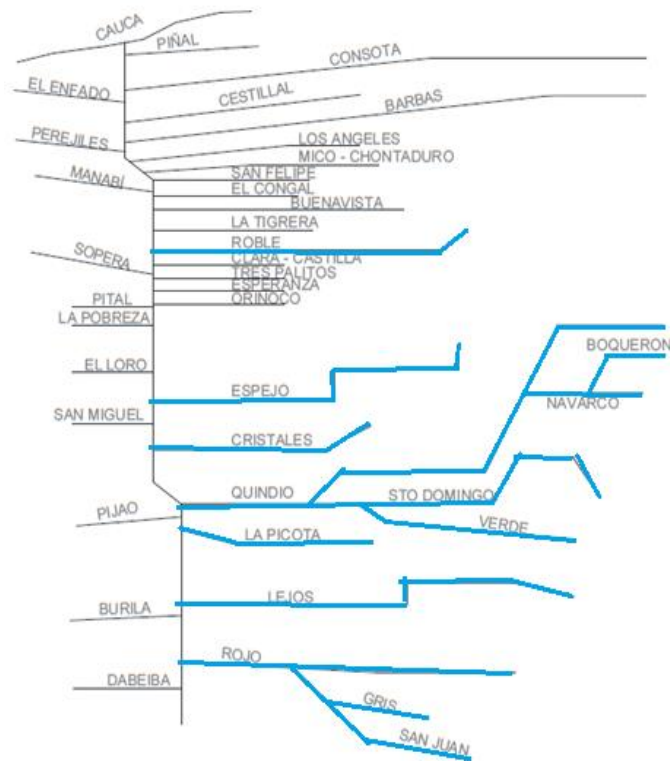 CAUCA
PIÑAL
CONSOTA
EL ENFADO
CESTILLAL
BARBAS
PEREJILES
LOS ANGELES
MICO - CHONTADURO
MANABÍ
SAN FELIPE
EL CONGAL
BUENAVISTA
LA TIGRERA
ROBLE
SOPERA
CLARA - CASTILLA
TRES PALITOS
ESPERANZA
PITAL
ORINOCO
LA POBREZA
BOQUERON
EL LORO
ESPEJO
NAVARCO
SAN MIGUEL
CRISTALES
QUINDIO
STO DOMINGO
PIJAO
VERDE
LA PICOTA
BURILA
LEJOS
ROJO
DABEIBA
GRIS
SAN JUAN